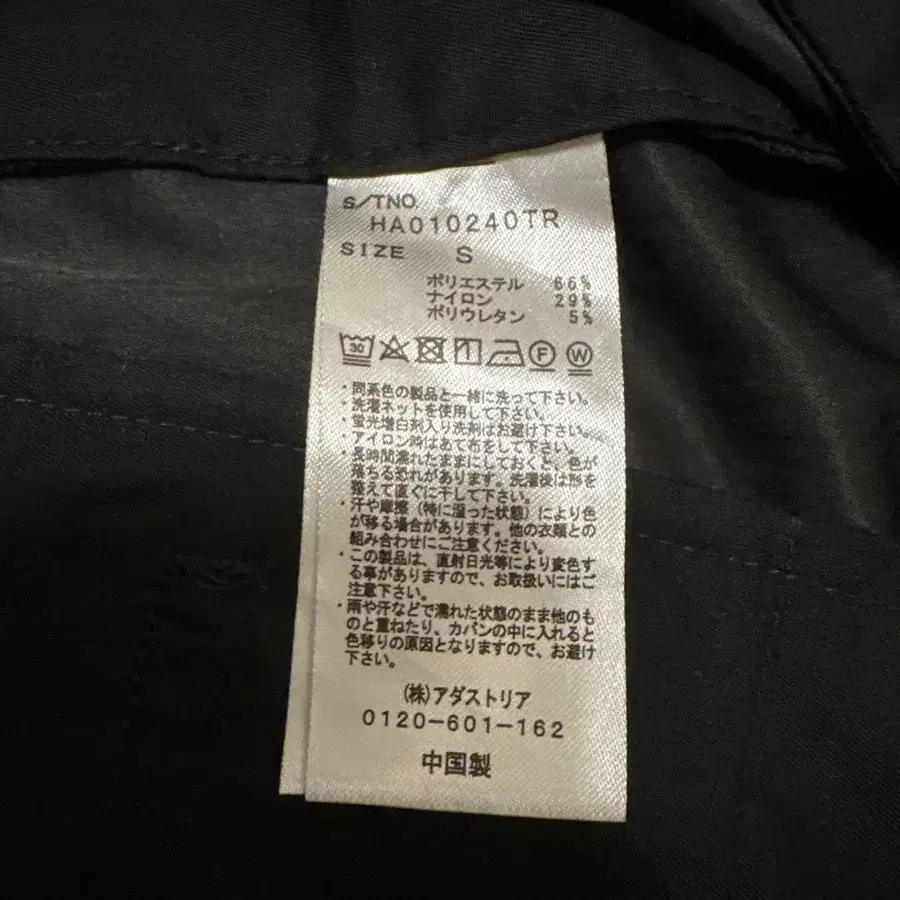 S/TNO.
HA010240TR
SIZE S
ポリエステル 66%
ナイロン 29%
ポリウレタン 5%
30 F W
・同系色の製品と一緒に洗って下さい。
・洗濯ネットを使用して下さい。
・蛍光増白剤入り洗剤はお避け下さい。
・アイロン時はあて布をして下さい。
・長時間濡れたままにしておくと、色が
落ちる恐れがあります。洗濯後は形を
整えて直ぐに干して下さい。
・汗や摩擦(特に湿った状態)により色
が移る場合があります。他の衣類との
組み合わせにご注意ください。
・この製品は、直射日光等により変色す
る事がありますので、お取扱いにはご
注意下さい。
・雨や汗などで濡れた状態のまま他のも
のと重ねたり、カバンの中に入れると
色移りの原因となりますので、お避け
下さい。
(株)アダストリア
0120-601-162
中国製